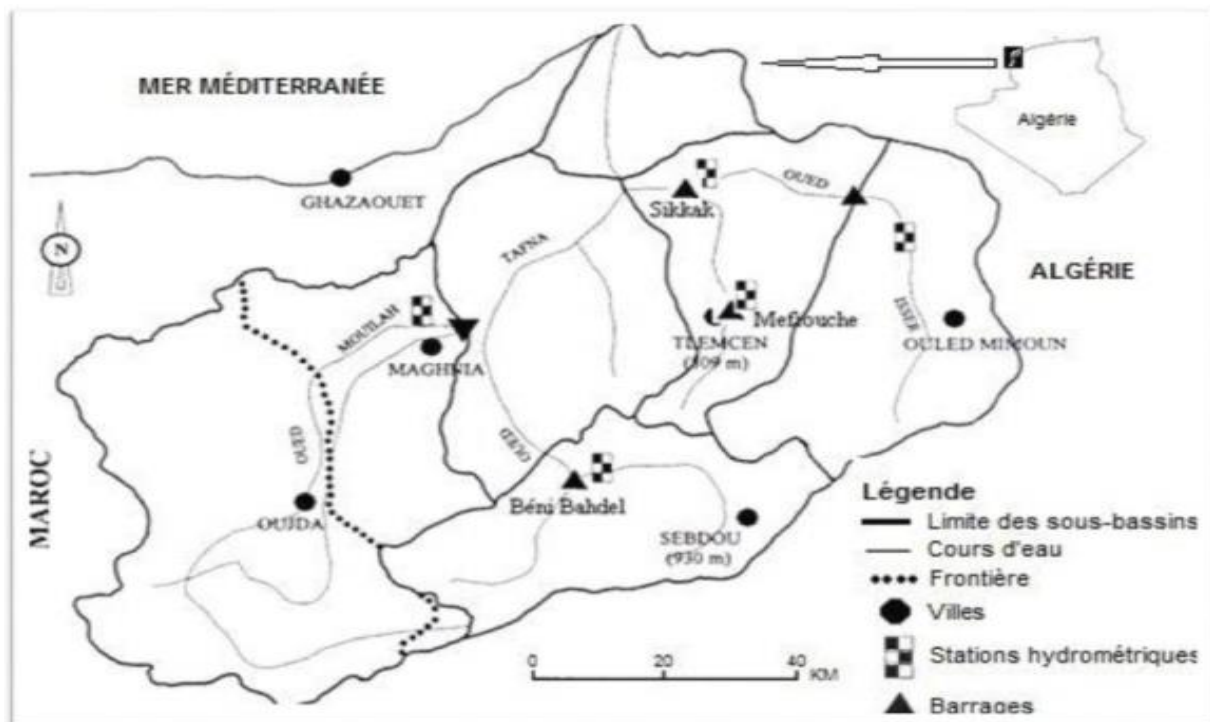 MER MÉDITERRANÉE
Algérie
GHAZAOUET
OUED
Sikkak
TAFNA
N
ALGÉRIE
ISSER
MOUILAH
Mefrouche
TLEMCEN
OULED MIMOUN
MAGHNIA
MAROC
OUED
OUED
Béni Bahdel
OUJDA
SEBDOU
(930 m)
Légende
Limite des sous-bassins
Cours d'eau
Frontière
Villes
Stations hydrométriques
Barrages
0 20 40
KM